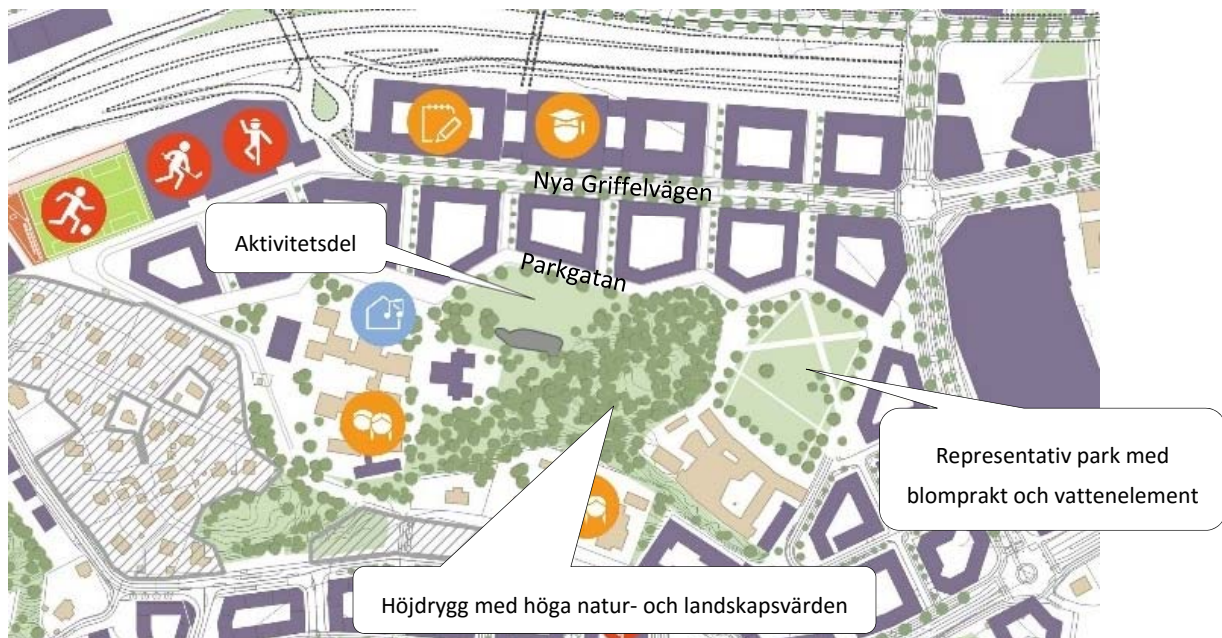 Nya Griffelvägen
Aktivitetsdel
Parkgatan
Representativ park med
blomprakt och vattenelement
Höjdrygg med höga natur- och landskapsvärden